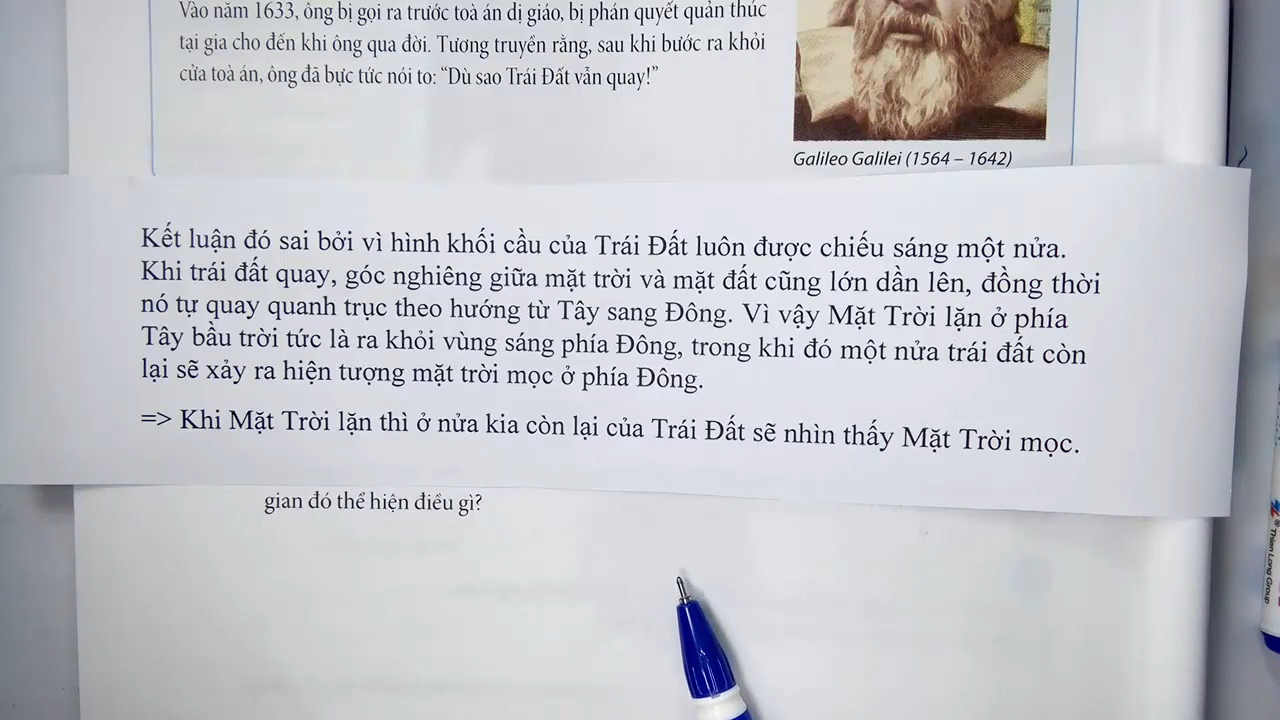 Vào năm 1633, ông bị gọi ra trước toà án dị giáo, bị phán quyết quản thúc
tại gia cho đến khi ông qua đời. Tương truyền rằng, sau khi bước ra khỏi
cửa toà án, ông đã bực tức nói to: “Dù sao Trái Đất vẫn quay!”
Galileo Galilei (1564 – 1642)
Kết luận đó sai bởi vì hình khối cầu của Trái Đất luôn được chiếu sáng một nửa.
Khi trái đất quay, góc nghiêng giữa mặt trời và mặt đất cũng lớn dần lên, đồng thời
nó tự quay quanh trục theo hướng từ Tây sang Đông. Vì vậy Mặt Trời lặn ở phía
Tây bầu trời tức là ra khỏi vùng sáng phía Đông, trong khi đó một nửa trái đất còn
lại sẽ xảy ra hiện tượng mặt trời mọc ở phía Đông.
=> Khi Mặt Trời lặn thì ở nửa kia còn lại của Trái Đất sẽ nhìn thấy Mặt Trời mọc.
gian đó thể hiện điều gì?
® Thien Long Group